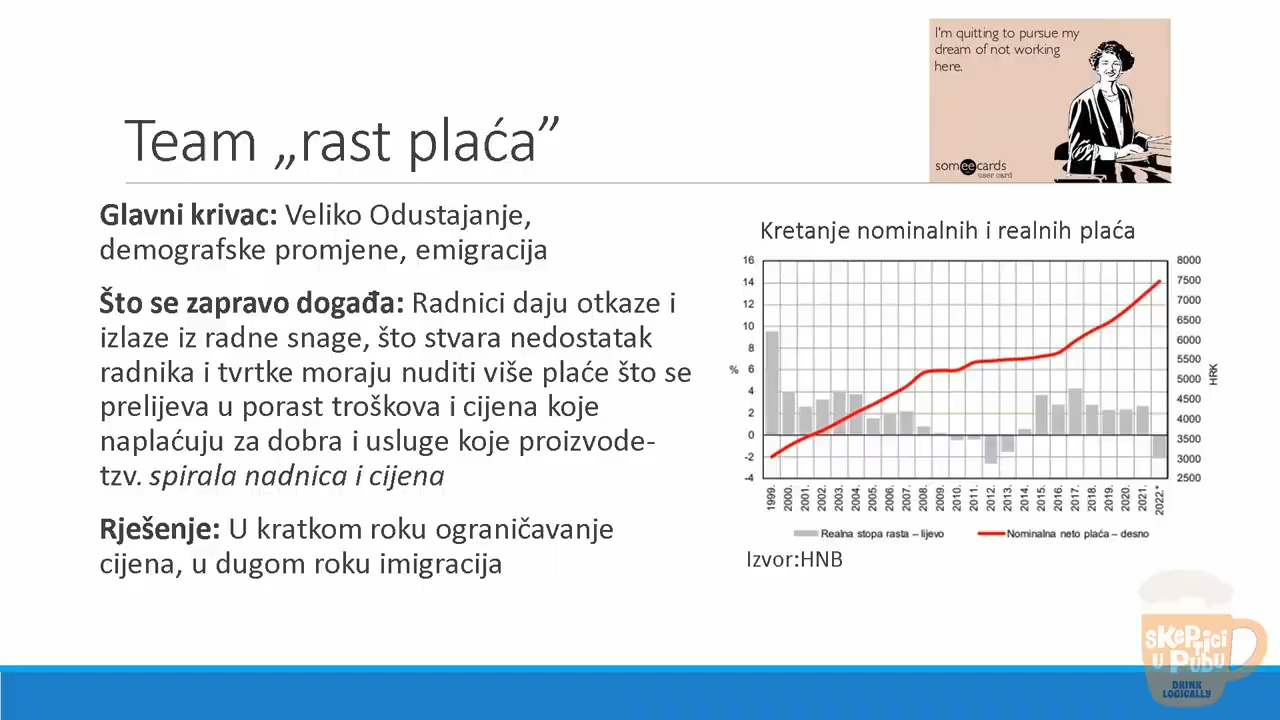 I'm quitting to pursue my
dream of not working
here.
someecards
user card
Team „rast plaća”
Glavni krivac: Veliko Odustajanje,
demografske promjene, emigracija
Što se zapravo događa: Radnici daju otkaze i
izlaze iz radne snage, što stvara nedostatak
radnika i tvrtke moraju nuditi više plaće što se
prelijeva u porast troškova i cijena koje
naplaćuju za dobra i usluge koje proizvode-
tzv. spirala nadnica i cijena
Rješenje: U kratkom roku ograničavanje
cijena, u dugom roku imigracija
Kretanje nominalnih i realnih plaća
16
14
12
10
8
6
4
2
0
-2
-4
%
8000
7500
7000
6500
6000
5500
5000
4500
4000
3500
3000
2500
HRK
1999.
2000.
2001.
2002.
2003.
2004.
2005.
2006.
2007.
2008.
2009.
2010.
2011.
2012.
2013.
2014.
2015.
2016.
2017.
2018.
2019.
2020.
2021.
2022.*
Realna stopa rasta – lijevo
Nominalna neto plaća – desno
Izvor:HNB
SKePTici
u PuBu
DRINK
LOGICALLY